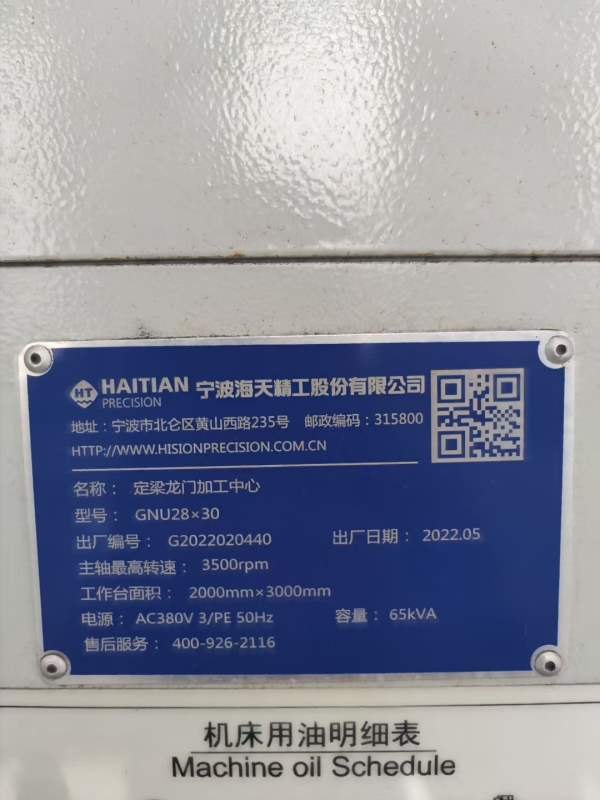 HT HAITIAN PRECISION 宁波海天精工股份有限公司
地址：宁波市北仑区黄山西路235号 邮政编码：315800
HTTP://WWW.HISIONPRECISION.COM.CN
名称：定梁龙门加工中心
型号：GNU28×30
出厂编号：G2022020440 出厂日期：2022.05
主轴最高转速：3500rpm
工作台面积：2000mm×3000mm
电源：AC380V 3/PE 50Hz 容量：65kVA
售后服务：400-926-2116
机床用油明细表
Machine oil Schedule